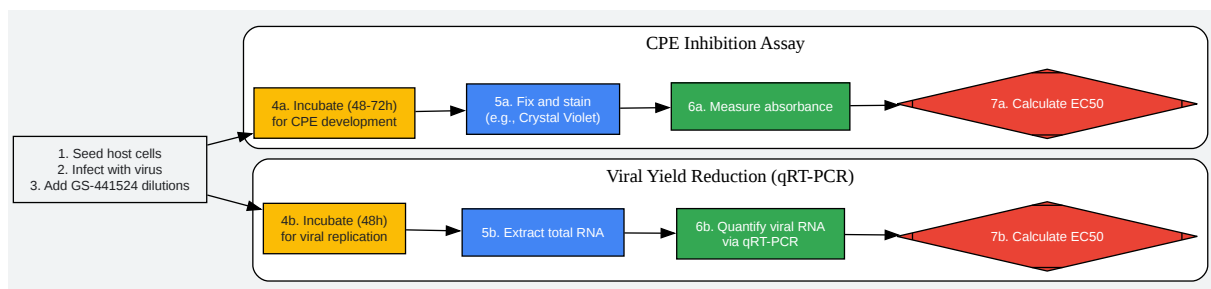 CPE Inhibition Assay
4a. Incubate (48-72h)
for CPE development
5a. Fix and stain
(e.g., Crystal Violet)
6a. Measure absorbance
7a. Calculate EC50
1. Seed host cells
2. Infect with virus
3. Add GS-441524 dilutions
Viral Yield Reduction (qRT-PCR)
4b. Incubate (48h)
for viral replication
5b. Extract total RNA
6b. Quantify viral RNA
via qRT-PCR
7b. Calculate EC50